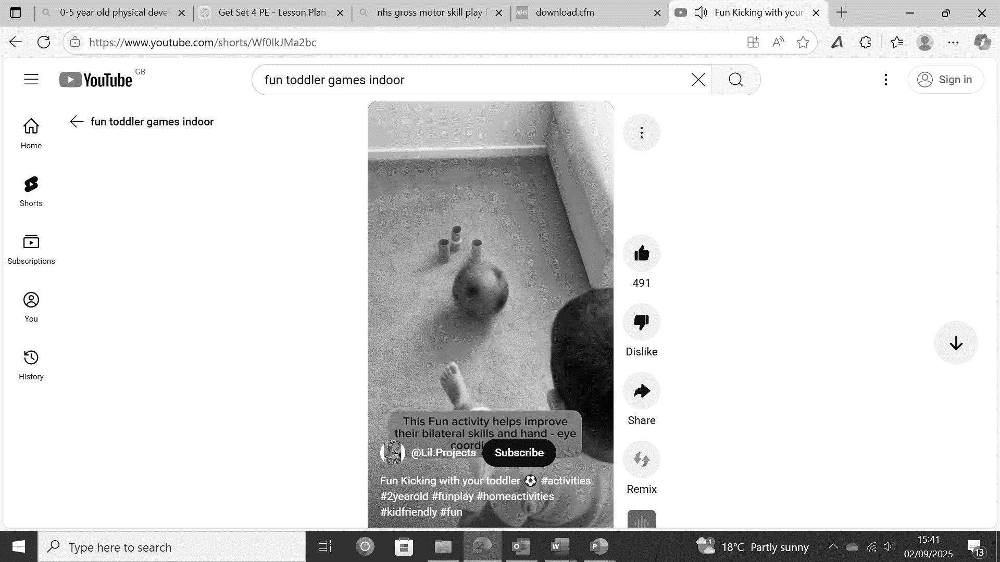 0-5 year old physical devel
Get Set 4 PE - Lesson Plan
nhs gross motor skill play f
NHS
download.cfm
Fun Kicking with your
https://www.youtube.com/shorts/Wf0IkJMa2bc
YouTube
GB
fun toddler games indoor
Sign in
fun toddler games indoor
Home
Shorts
Subscriptions
You
History
491
Dislike
Share
Remix
This Fun activity helps improve
their bilateral skills and hand - eye
@Lil.Projects
Subscribe
Fun Kicking with your toddler ⚽ #activities
#2yearold #funplay #homeactivities
#kidfriendly #fun
Type here to search
O
W
P
1
18°C Partly sunny
15:41
02/09/2025
13